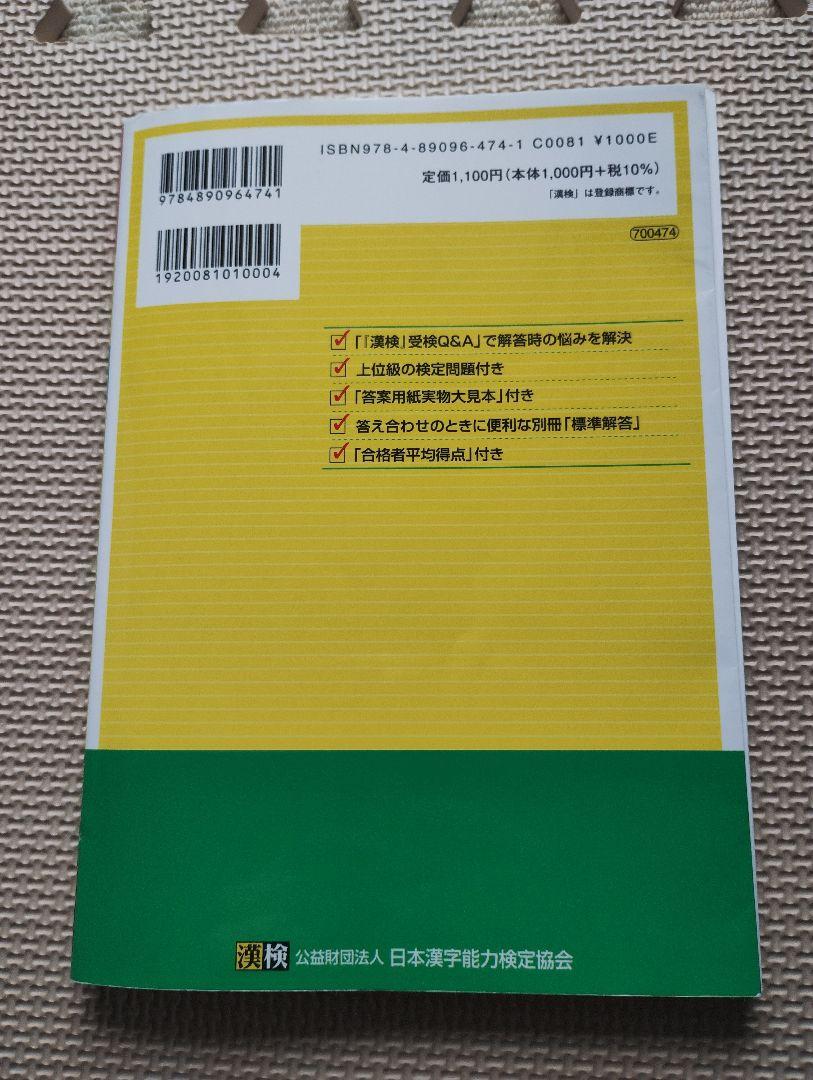 ISBN978-4-89096-474-1 C0081 ¥1000E
定価1,100円(本体1,000円+税10%)
「漢検」は登録商標です。
9784890964741
1920081010004
700474
「『漢検』受検Q&A」で解答時の悩みを解決
上位級の検定問題付き
「答案用紙実物大見本」付き
答え合わせのときに便利な別冊「標準解答」
「合格者平均得点」付き
漢検 公益財団法人 日本漢字能力検定協会